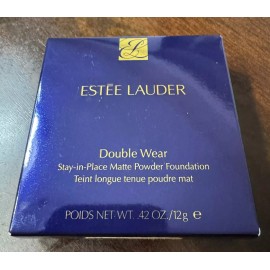 ESTĒE LAUDER
Double Wear
Stay-in-Place Matte Powder Foundation
Teint longue tenue poudre mat
POIDS NET WT. .42 OZ./12g ℮